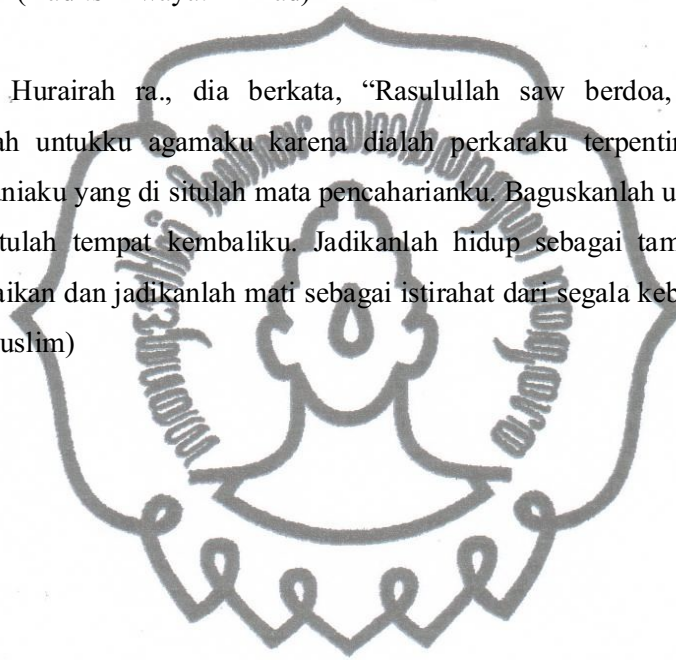 Hurairah ra., dia berkata, “Rasulullah saw berdoa,
ah untukku agamaku karena dialah perkaraku terpentin
niaku yang di situlah mata pencaharianku. Baguskanlah u
tulah tempat kembaliku. Jadikanlah hidup sebagai tam
aikan dan jadikanlah mati sebagai istirahat dari segala keb
uslim)